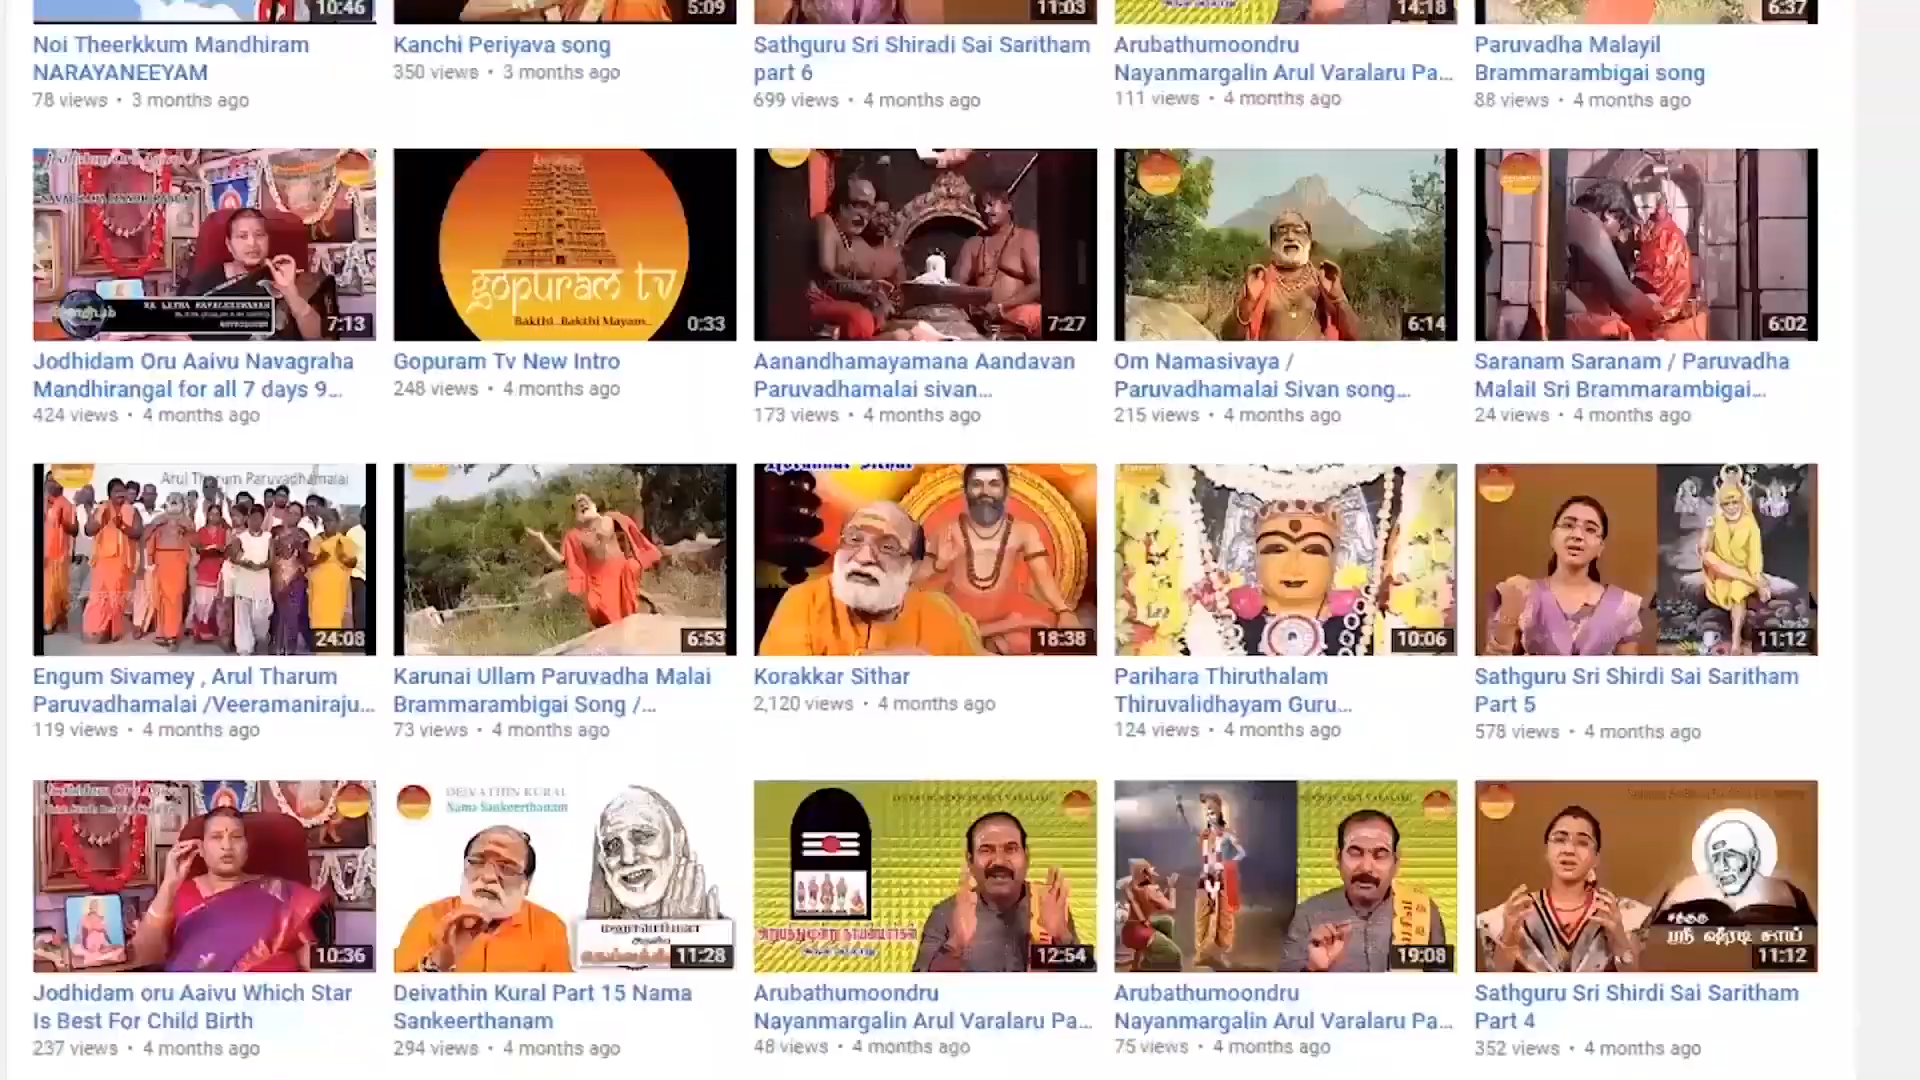 10:46
5:09
11:03
14:18
6:37
Noi Theerkkum Mandhiram
NARAYANEEYAM
78 views • 3 months ago
Kanchi Periyava song
350 views • 3 months ago
Sathguru Sri Shiradi Sai Saritham
part 6
699 views • 4 months ago
Arubathumoondru
Nayanmargalin Arul Varalaru Pa...
111 views • 4 months ago
Paruvadha Malayil
Brammarambigai song
88 views • 4 months ago
7:13
gopuram tv
Bakthi..Bakthi Mayam...
0:33
7:27
6:14
6:02
Jodhidam Oru Aaivu Navagraha
Mandhirangal for all 7 days 9...
424 views • 4 months ago
Gopuram Tv New Intro
248 views • 4 months ago
Aanandhamayamana Aandavan
Paruvadhamalai sivan...
173 views • 4 months ago
Om Namasivaya /
Paruvadhamalai Sivan song...
215 views • 4 months ago
Saranam Saranam / Paruvadha
Malail Sri Brammarambigai...
24 views • 4 months ago
Arul Tharum Paruvadhamalai
24:08
6:53
18:38
10:06
11:12
Engum Sivamey , Arul Tharum
Paruvadhamalai /Veeramaniraju...
119 views • 4 months ago
Karunai Ullam Paruvadha Malai
Brammarambigai Song /...
73 views • 4 months ago
Korakkar Sithar
2,120 views • 4 months ago
Parihara Thiruthalam
Thiruvalidhayam Guru...
124 views • 4 months ago
Sathguru Sri Shirdi Sai Saritham
Part 5
578 views • 4 months ago
10:36
DEIVATHIN KURAL
Nama Sankeerthanam
11:28
12:54
19:08
ஸ்ரீ ஷீரடி சாய்
11:12
Jodhidam oru Aaivu Which Star
Is Best For Child Birth
237 views • 4 months ago
Deivathin Kural Part 15 Nama
Sankeerthanam
294 views • 4 months ago
Arubathumoondru
Nayanmargalin Arul Varalaru Pa...
48 views • 4 months ago
Arubathumoondru
Nayanmargalin Arul Varalaru Pa...
75 views • 4 months ago
Sathguru Sri Shirdi Sai Saritham
Part 4
352 views • 4 months ago